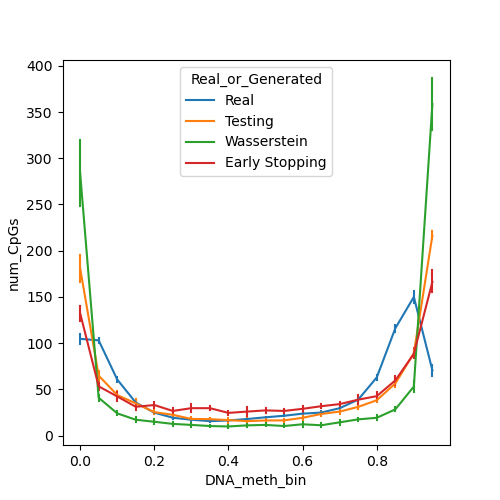 Real_or_Generated
Real
Testing
Wasserstein
Early Stopping
num_CpGs
400
350
300
250
200
150
100
50
0
0.0 0.2 0.4 0.6 0.8
DNA_meth_bin